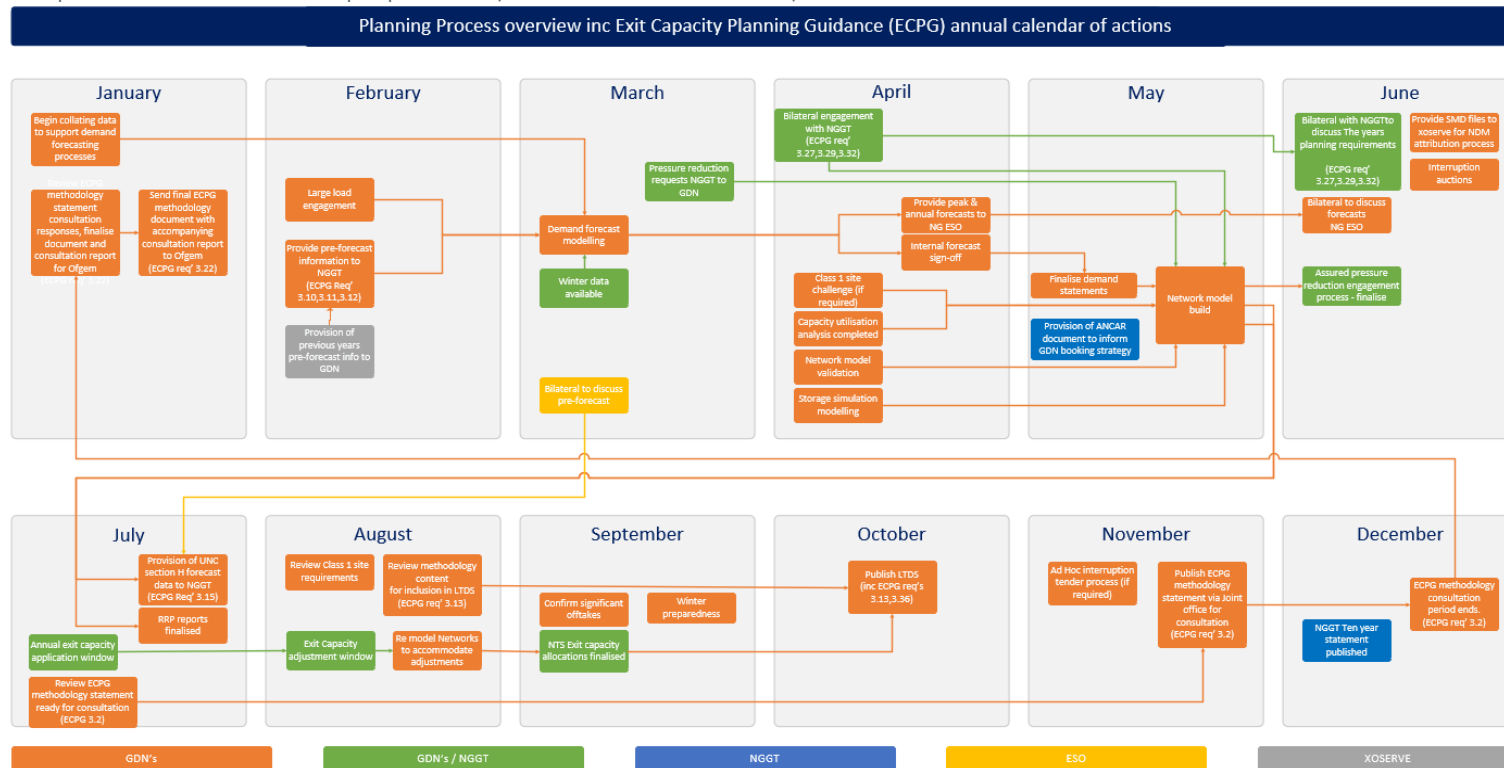 Planning Process overview inc Exit Capacity Planning Guidance (ECPG) annual calendar of actions
January
Begin collating data
to support demand
forecasting
processes
Review ECPG
methodology
statement
consultation
responses, finalise
document and
consultation report
for Ofgem
Send final ECPG
methodology
document with
accompanying
consultation report
to Ofgem
(ECPG req' 3.22)
February
Large load
engagement
Provide pre-forecast
information to
NGGT
(ECPG Req'
3.10,3.11,3.12)
Provision of
previous years
pre-forecast info to
GDN
March
Pressure reduction
requests NGGT to
GDN
Demand forecast
modelling
Winter data
available
Bilateral to discuss
pre-forecast
April
Bilateral engagement
with NGGT
(ECPG req'
3.27,3.29,3.32)
Provide peak &
annual forecasts to
NG ESO
Internal forecast
sign-off
Class 1 site
challenge (if
required)
Capacity utilisation
analysis completed
Network model
validation
Storage simulation
modelling
May
Finalise demand
statements
Provision of ANCAR
document to inform
GDN booking strategy
Network model
build
June
Bilateral with NGGTto
discuss The years
planning requirements
(ECPG req'
3.27,3.29,3.32)
Provide SMD files to
xoserve for NDM
attribution process
Interruption
auctions
Bilateral to discuss
forecasts
NG ESO
Assured pressure
reduction engagement
process - finalise
July
Provision of UNC
section H forecast
data to NGGT
(ECPG Req' 3.15)
RRP reports
finalised
Annual exit capacity
application window
Review ECPG
methodology statement
ready for consultation
(ECPG 3.2)
August
Review Class 1 site
requirements
Review methodology
content
for inclusion in LTDS
(ECPG req' 3.13)
Exit Capacity
adjustment window
Re model Networks
to accommodate
adjustments
September
Confirm significant
offtakes
Winter
preparedness
NTS Exit capacity
allocations finalised
October
Publish LTDS
(inc ECPG req's
3.13,3.36)
November
Ad Hoc interruption
tender process (if
required)
Publish ECPG
methodology
statement via Joint
office for
consultation
(ECPG req' 3.2)
December
NGGT Ten year
statement
published
ECPG methodology
consultation
period ends.
(ECPG req' 3.2)
GDN's
GDN's / NGGT
NGGT
ESO
XOSERVE